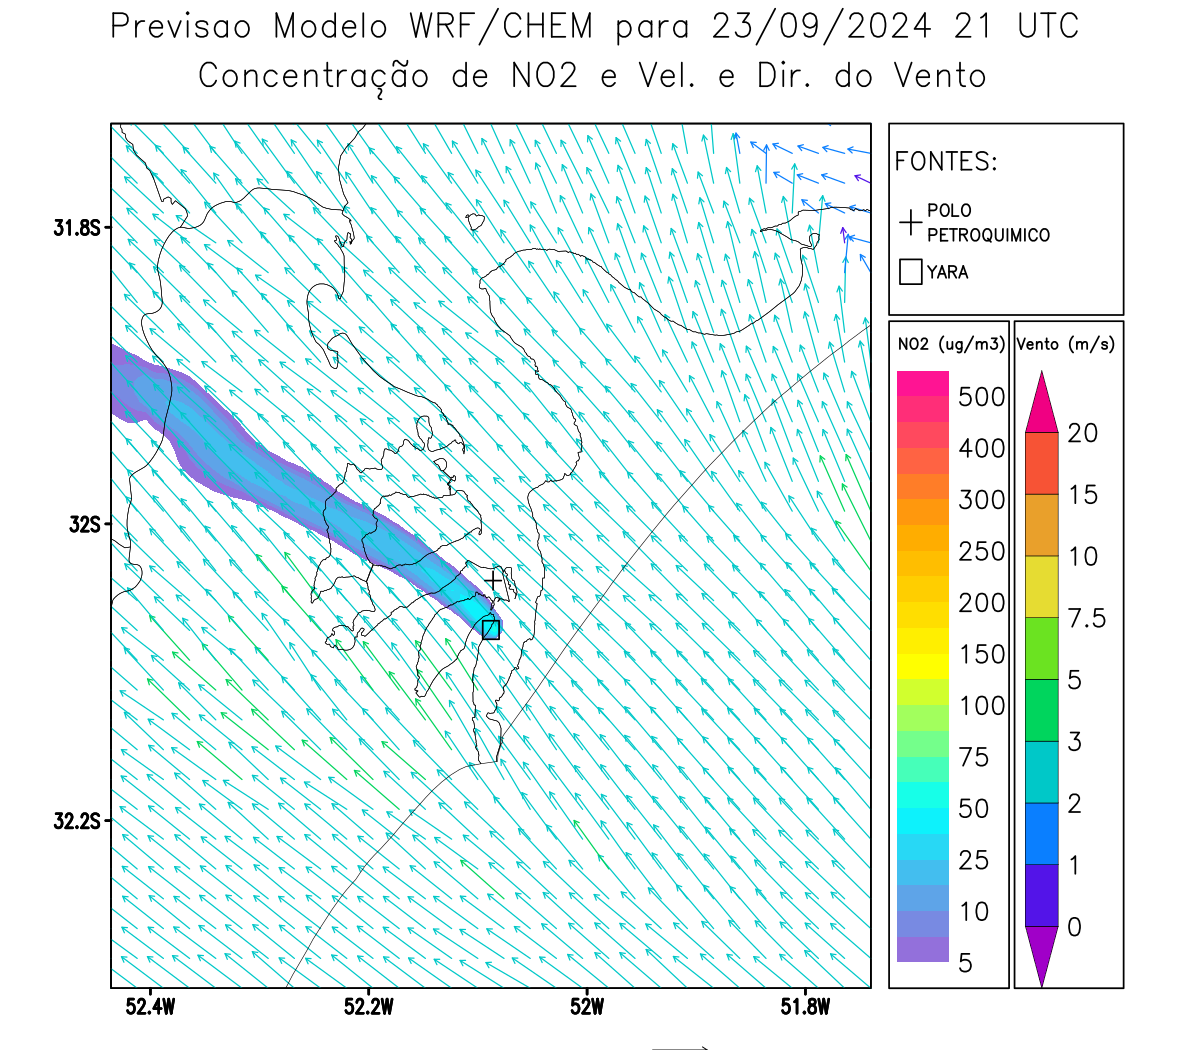 Previsao Modelo WRF/CHEM para 23/09/2024 21 UTC
Concentração de NO2 e Vel. e Dir. do Vento
FONTES:
POLO
PETROQUIMICO
YARA
NO2 (ug/m3)
500
400
300
250
200
150
100
75
50
25
10
5
Vento (m/s)
20
15
10
7.5
5
3
2
1
0
31.8S
32S
32.2S
52.4W
52.2W
52W
51.8W